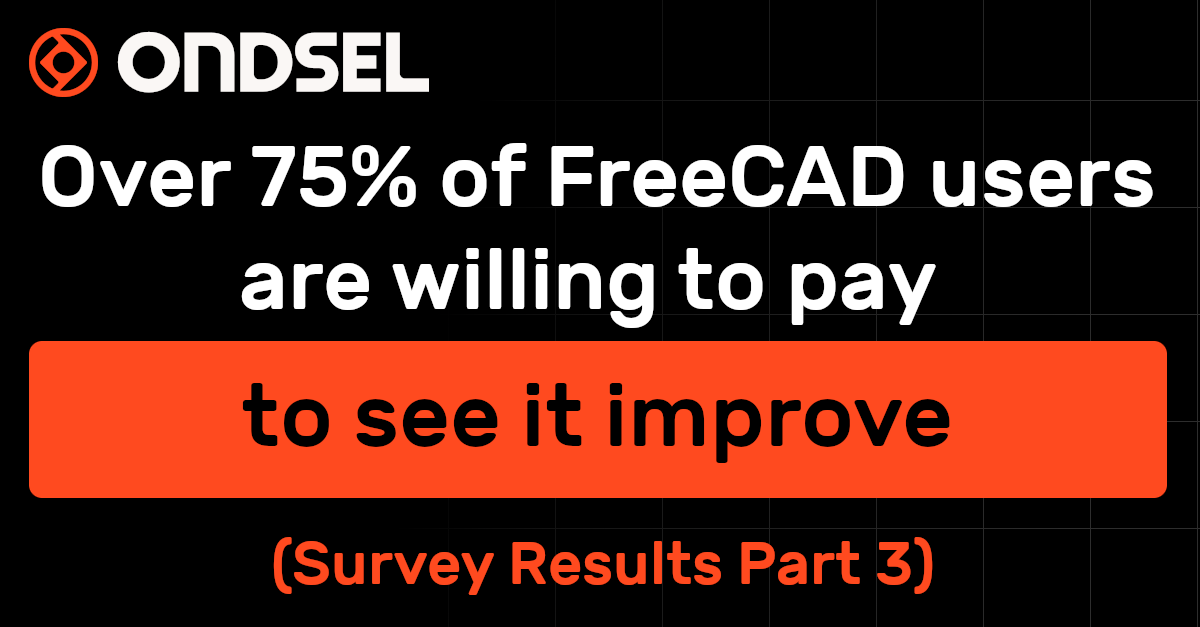 ONDSEL
Over 75% of FreeCAD users
are willing to pay
to see it improve
(Survey Results Part 3)